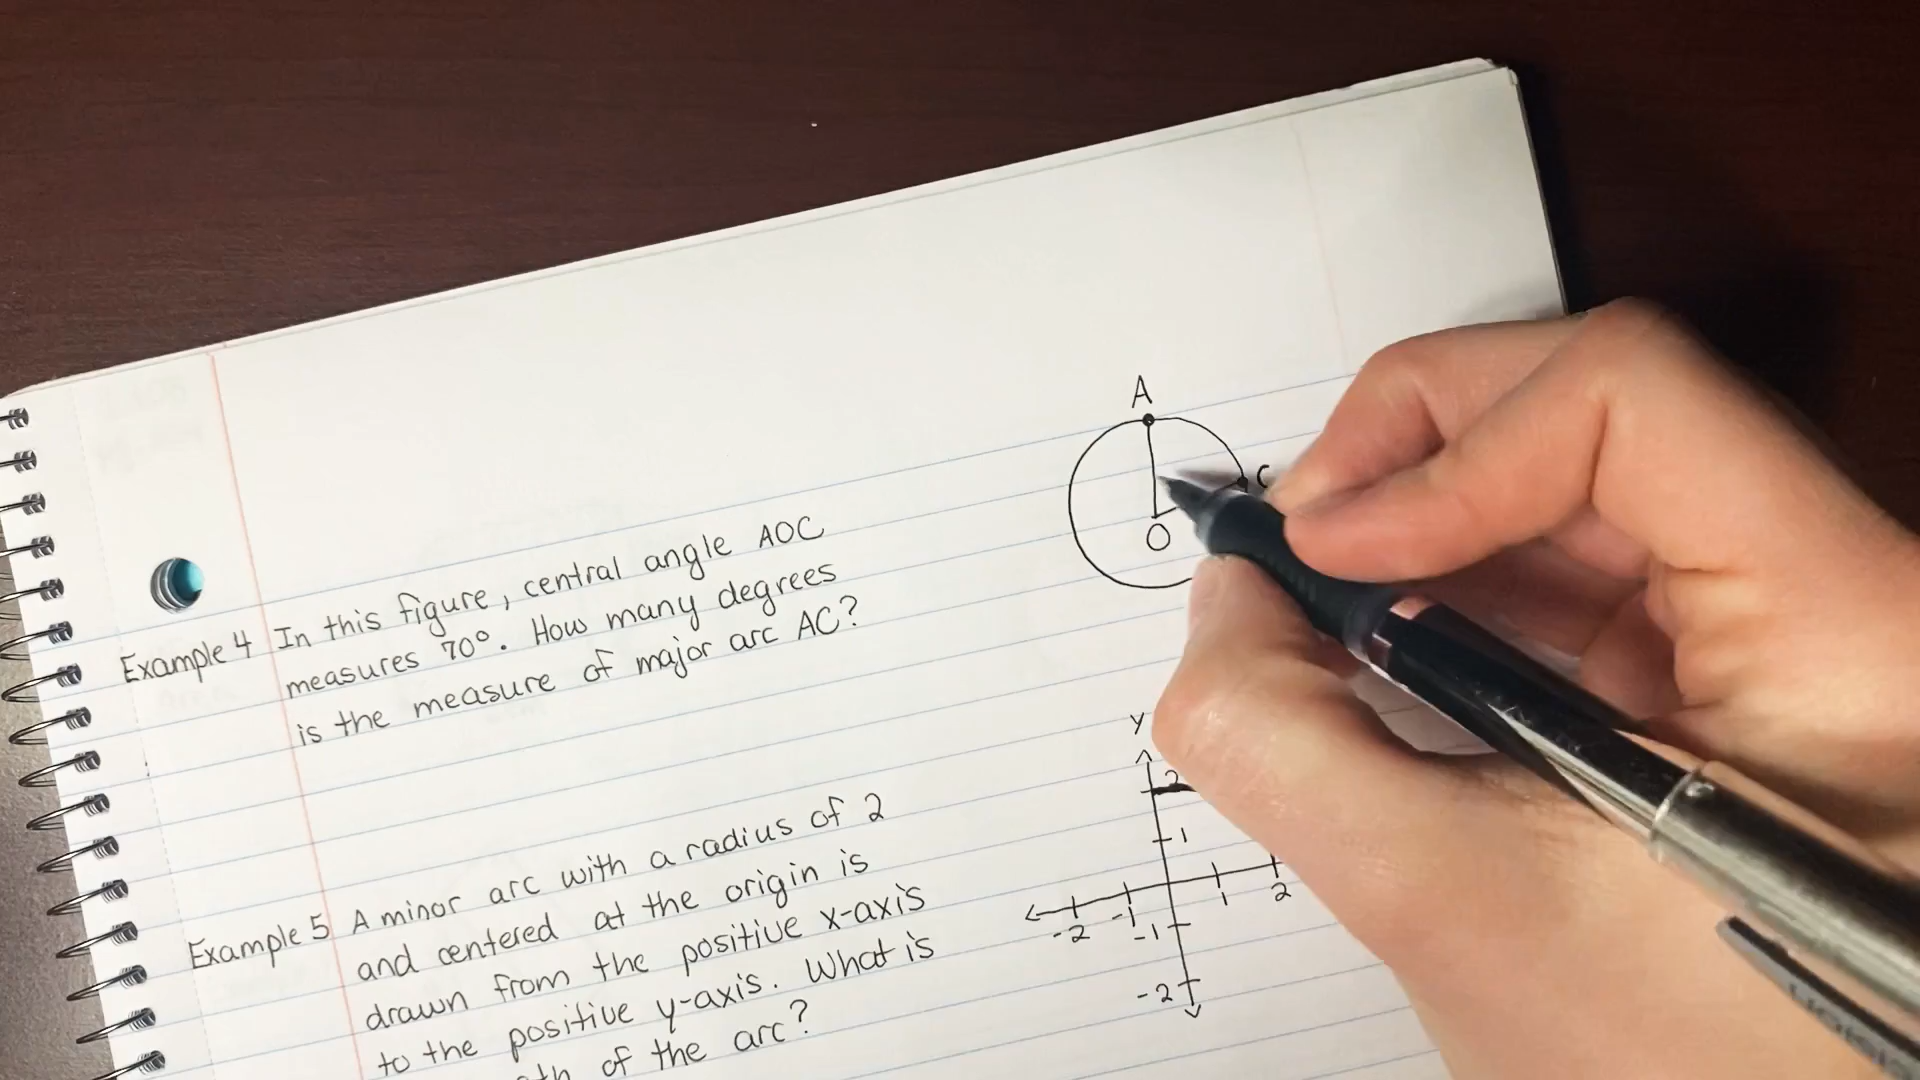 A
C
O
Example 4 In this figure, central angle AOC
measures 70°. How many degrees
is the measure of major arc AC?
y
2
1
-2 -1 1 2
-1
-2
Example 5 A minor arc with a radius of 2
and centered at the origin is
drawn from the positive x-axis
to the positive y-axis. What is
of the arc?